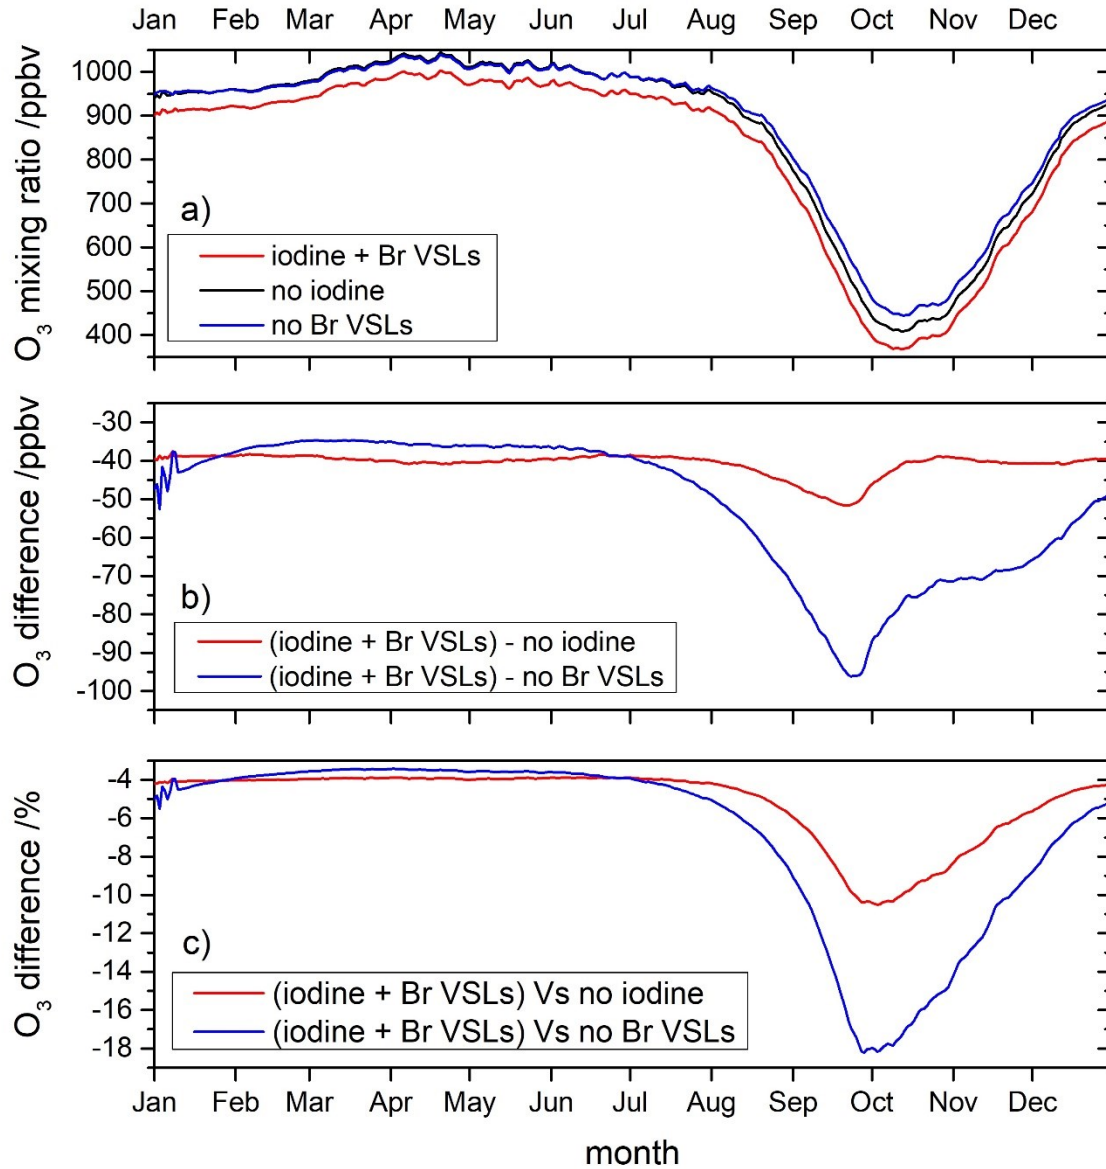 Jan Feb Mar Apr May Jun Jul Aug Sep Oct Nov Dec
O₃ mixing ratio /ppbv
1000
900
800
700
600
500
400
a)
iodine + Br VSLs
no iodine
no Br VSLs
O₃ difference /ppbv
-30
-40
-50
-60
-70
-80
-90
-100
b)
(iodine + Br VSLs) - no iodine
(iodine + Br VSLs) - no Br VSLs
O₃ difference /%
-4
-6
-8
-10
-12
-14
-16
-18
c)
(iodine + Br VSLs) Vs no iodine
(iodine + Br VSLs) Vs no Br VSLs
Jan Feb Mar Apr May Jun Jul Aug Sep Oct Nov Dec
month